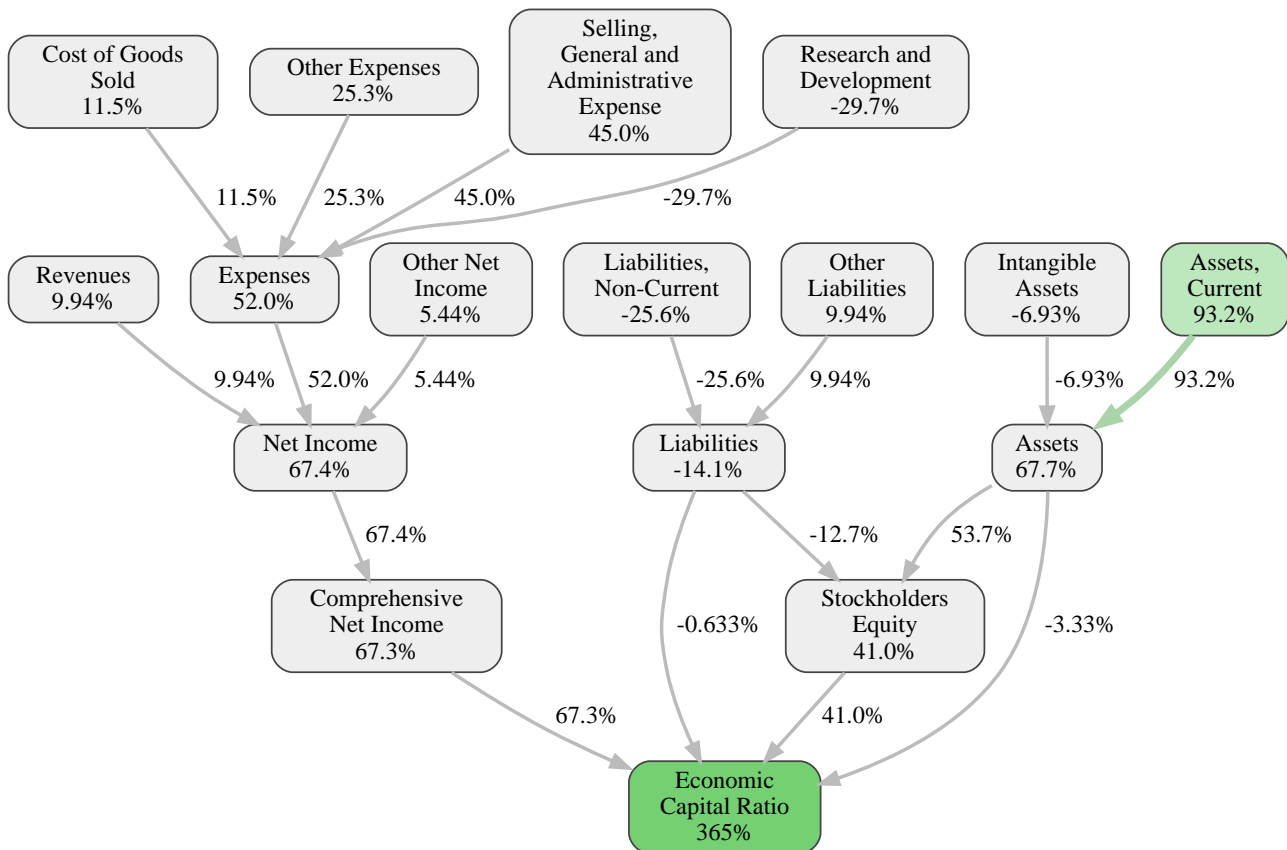 Cost of Goods
Sold
11.5%
Other Expenses
25.3%
Selling,
General and
Administrative
Expense
45.0%
Research and
Development
-29.7%
11.5%
25.3%
45.0%
-29.7%
Revenues
9.94%
Expenses
52.0%
Other Net
Income
5.44%
Liabilities,
Non-Current
-25.6%
Other
Liabilities
9.94%
Intangible
Assets
-6.93%
Assets,
Current
93.2%
9.94%
52.0%
5.44%
-25.6%
9.94%
-6.93%
93.2%
Net Income
67.4%
Liabilities
-14.1%
Assets
67.7%
67.4%
-12.7%
53.7%
Comprehensive
Net Income
67.3%
-0.633%
Stockholders
Equity
41.0%
-3.33%
67.3%
41.0%
Economic
Capital Ratio
365%